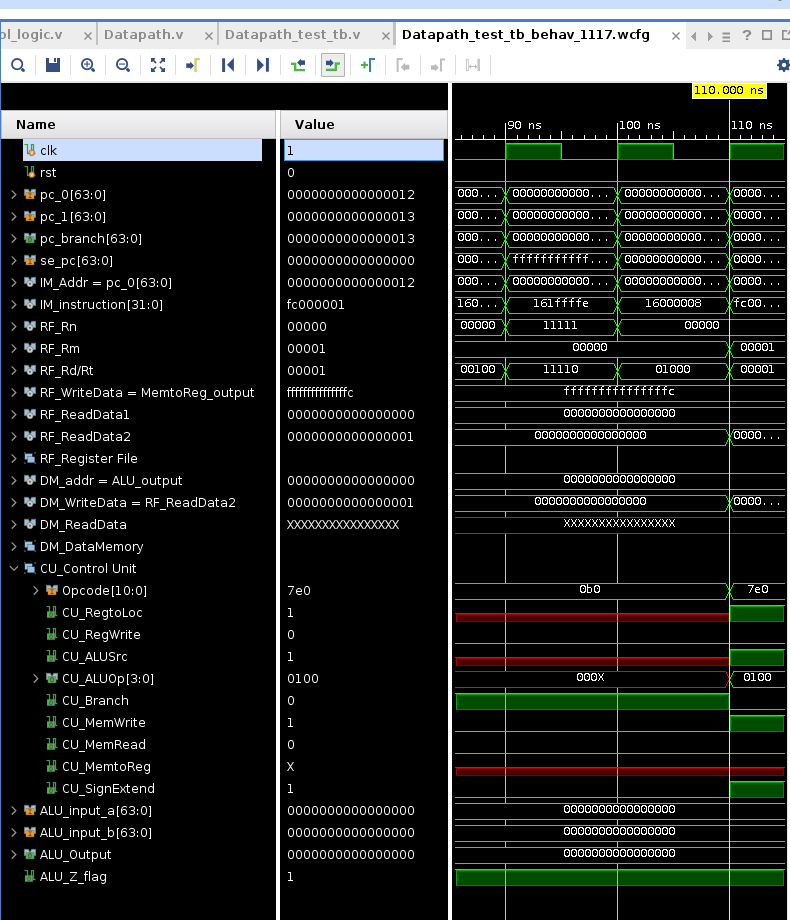 ol_logic.v × Datapath.v × Datapath_test_tb.v × Datapath_test_tb_behav_1117.wcfg × ?
110.000 ns
Name Value 90 ns 100 ns 110 ns
clk 1
rst 0
pc_0[63:0] 0000000000000012 000... 00000000000... 00000000000... 0000...
pc_1[63:0] 0000000000000013 000... 00000000000... 00000000000... 0000...
pc_branch[63:0] 0000000000000013 000... 00000000000... 00000000000... 0000...
se_pc[63:0] 0000000000000000 000... fffffffffff... 00000000000... 0000...
IM_Addr = pc_0[63:0] 0000000000000012 000... 00000000000... 00000000000... 0000...
IM_instruction[31:0] fc000001 160... 161ffffe 16000008 fc00...
RF_Rn 00000 00000 11111 00000
RF_Rm 00001 00000 00001
RF_Rd/Rt 00001 00100 11110 01000 00001
RF_WriteData = MemtoReg_output fffffffffffffffc fffffffffffffffc
RF_ReadData1 0000000000000000 0000000000000000
RF_ReadData2 0000000000000001 0000000000000000 0000...
RF_Register File
DM_addr = ALU_output 0000000000000000 0000000000000000
DM_WriteData = RF_ReadData2 0000000000000001 0000000000000000 0000...
DM_ReadData XXXXXXXXXXXXXXXX XXXXXXXXXXXXXXXX
DM_DataMemory
CU_Control Unit
Opcode[10:0] 7e0 0b0 7e0
CU_RegtoLoc 1
CU_RegWrite 0
CU_ALUSrc 1
CU_ALUOp[3:0] 0100 000X 0100
CU_Branch 0
CU_MemWrite 1
CU_MemRead 0
CU_MemtoReg X
CU_SignExtend 1
ALU_input_a[63:0] 0000000000000000 0000000000000000
ALU_input_b[63:0] 0000000000000000 0000000000000000
ALU_Output 0000000000000000 0000000000000000
ALU_Z_flag 1